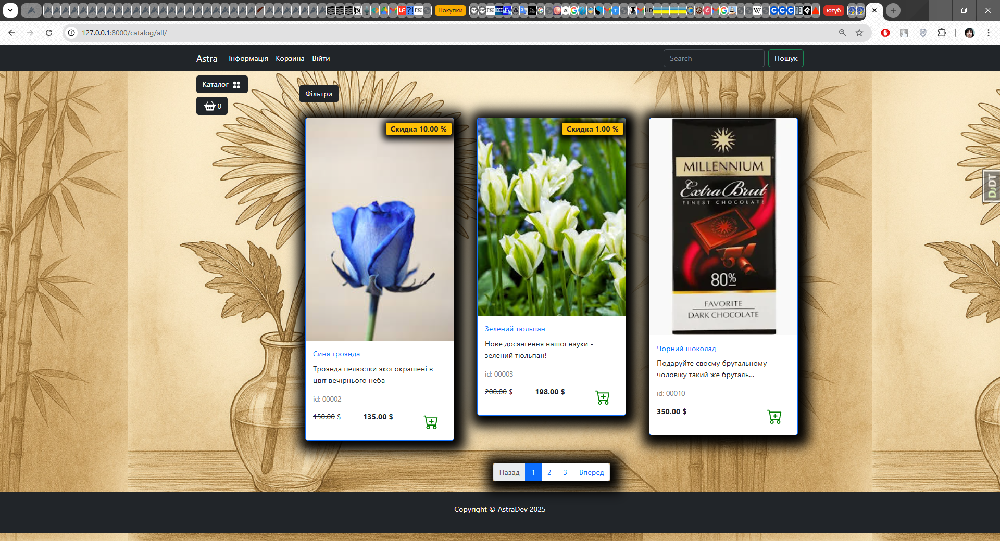 Покупки
ютуб
127.0.0.1:8000/catalog/all/
Astra Інформація Корзина Війти Search Пошук
Каталог
0
Фільтри
Скидка 10.00 %
Синя троянда
Троянда пелюстки якої окрашені в
цвіт вечірнього неба
id: 00002
150.00 $ 135.00 $
Скидка 1.00 %
Зелений тюльпан
Нове досянгення нашої науки -
зелений тюльпан!
id: 00003
200.00 $ 198.00 $
MILLENNIUM
Extra Brut
FINEST CHOCOLATE
80%
FAVORITE
DARK CHOCOLATE
Чорний шоколад
Подаруйте своєму брутальному
чоловіку такий же бруталь...
id: 00010
350.00 $
DJDT
Назад 1 2 3 Вперед
Copyright © AstraDev 2025